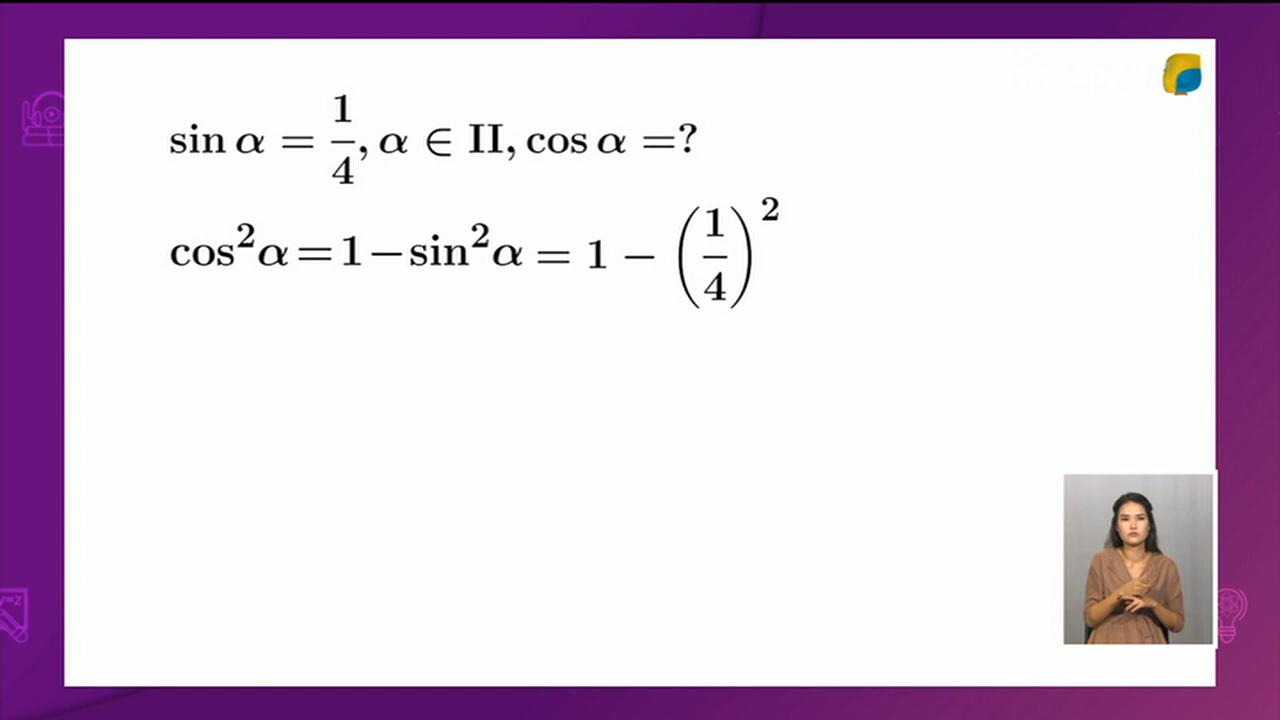 sin α = 1/4, α ∈ II, cos α =?
cos²α = 1 − sin²α = 1 − (1/4)²
y=z